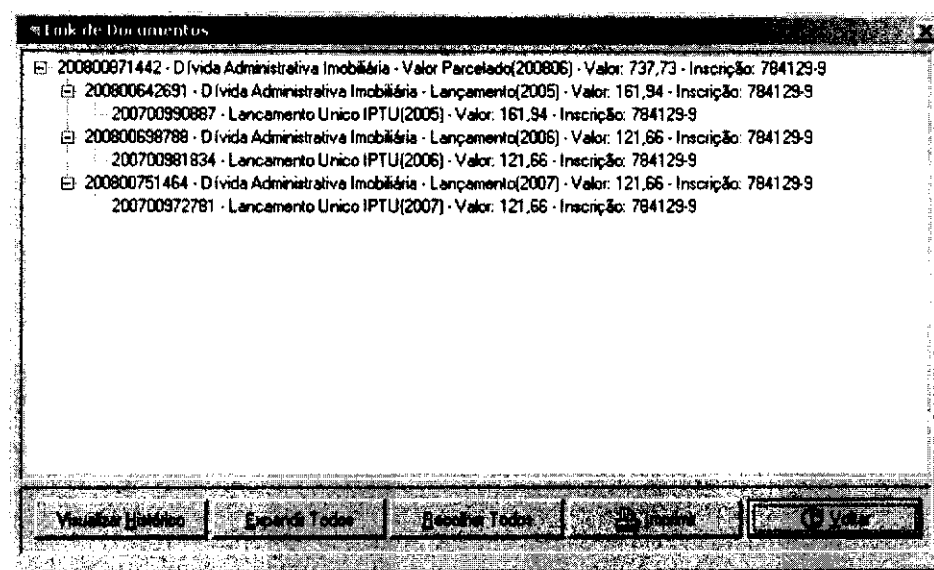 Link de Documentos
200800871442 - Dívida Administrativa Imobiliária - Valor Parcelado(200806) - Valor: 737,73 - Inscrição: 784129-9
200800642691 - Dívida Administrativa Imobiliária - Lançamento(2005) - Valor: 161,94 - Inscrição: 784129-9
200700990887 - Lancamento Unico IPTU(2005) - Valor: 161,94 - Inscrição: 784129-9
200800698788 - Dívida Administrativa Imobiliária - Lançamento(2006) - Valor: 121,66 - Inscrição: 784129-9
200700981834 - Lancamento Unico IPTU(2006) - Valor: 121,66 - Inscrição: 784129-9
200800751464 - Dívida Administrativa Imobiliária - Lançamento(2007) - Valor: 121,66 - Inscrição: 784129-9
200700972781 - Lancamento Unico IPTU(2007) - Valor: 121,66 - Inscrição: 784129-9
Visualizar Histórico Expandir Todos Recolher Todos Imprimir Voltar